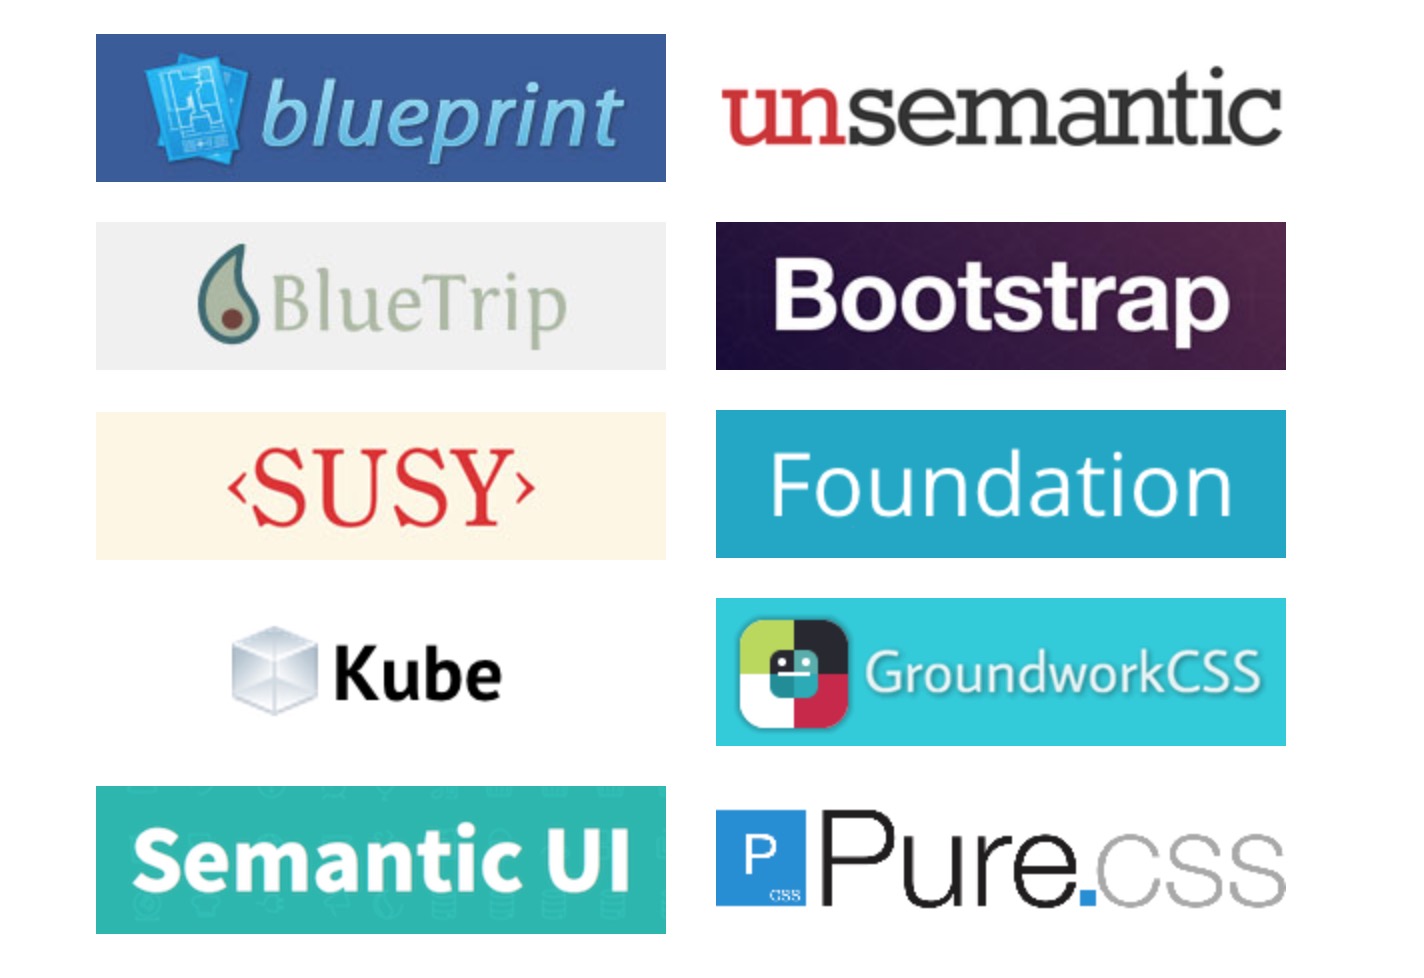 blueprint
unsemantic
BlueTrip
Bootstrap
‹SUSY›
Foundation
Kube
GroundworkCSS
Semantic UI
P
CSS
Pure.css